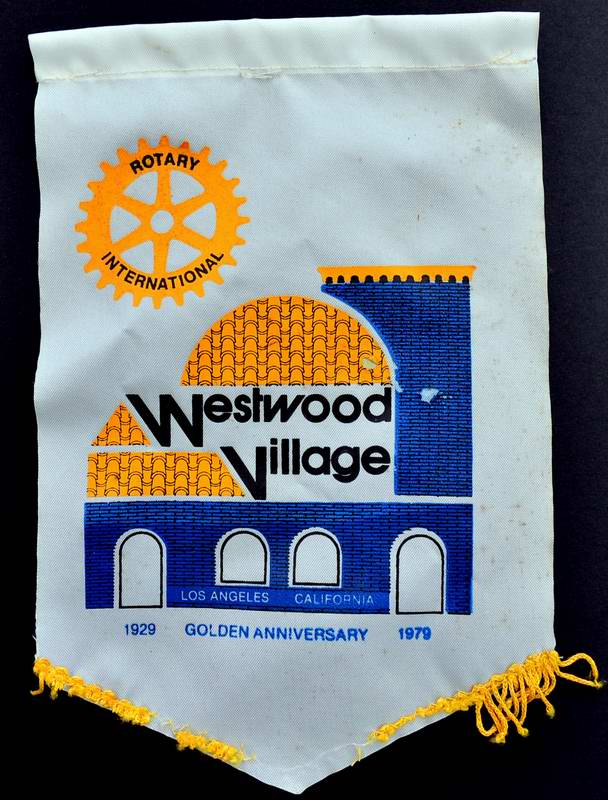 ROTARY
INTERNATIONAL
Westwood
Village
LOS ANGELES CALIFORNIA
1929 GOLDEN ANNIVERSARY 1979